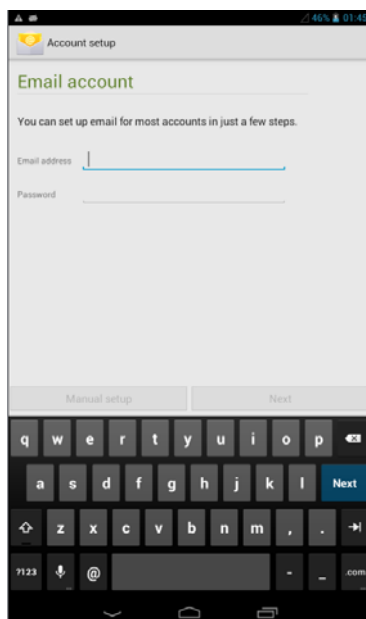 46% 01:45
Account setup
Email account
You can set up email for most accounts in just a few steps.
Email address
Password
Manual setup Next
q w e r t y u i o p
a s d f g h j k l Next
z x c v b n m , .
?123 @ - _ .com